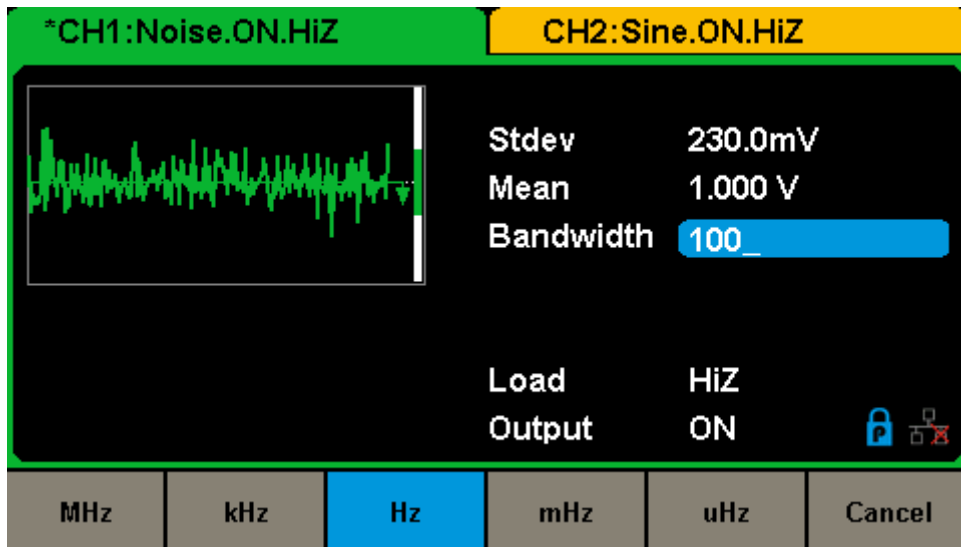 *CH1:Noise.ON.HiZ CH2:Sine.ON.HiZ
Stdev 230.0mV
Mean 1.000 V
Bandwidth 100_
Load HiZ
Output ON P
MHz kHz Hz mHz uHz Cancel